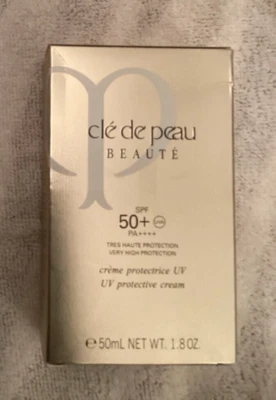 clé de peau
BEAUTÉ
SPF
50+
PA++++
TRES HAUTE PROTECTION
VERY HIGH PROTECTION
crème protectrice UV
UV protective cream
℮ 50mL NET WT. 1.8 OZ.